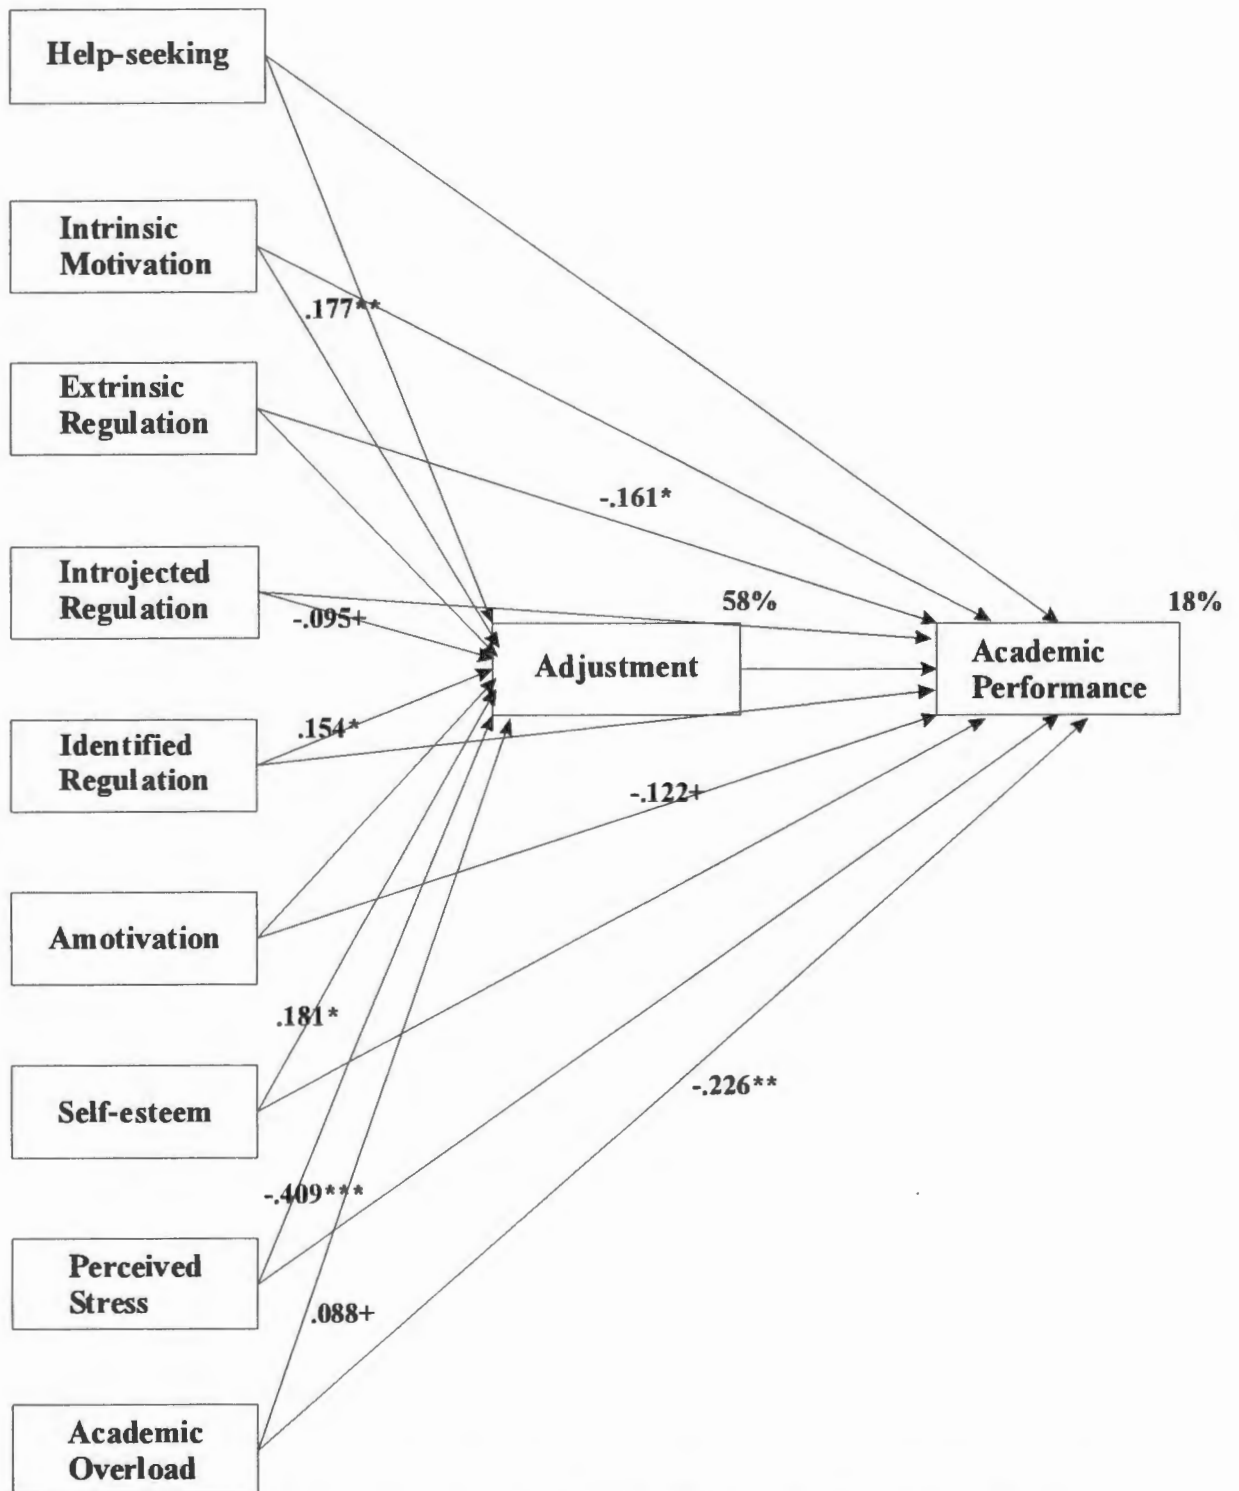 Help-seeking
Intrinsic
Motivation
.177**
Extrinsic
Regulation
-.161*
Introjected
Regulation
-.095+
58%
18%
Adjustment
Academic
Performance
.154*
Identified
Regulation
-.122+
Amotivation
.181*
Self-esteem
-.226**
-.409***
Perceived
Stress
.088+
Academic
Overload